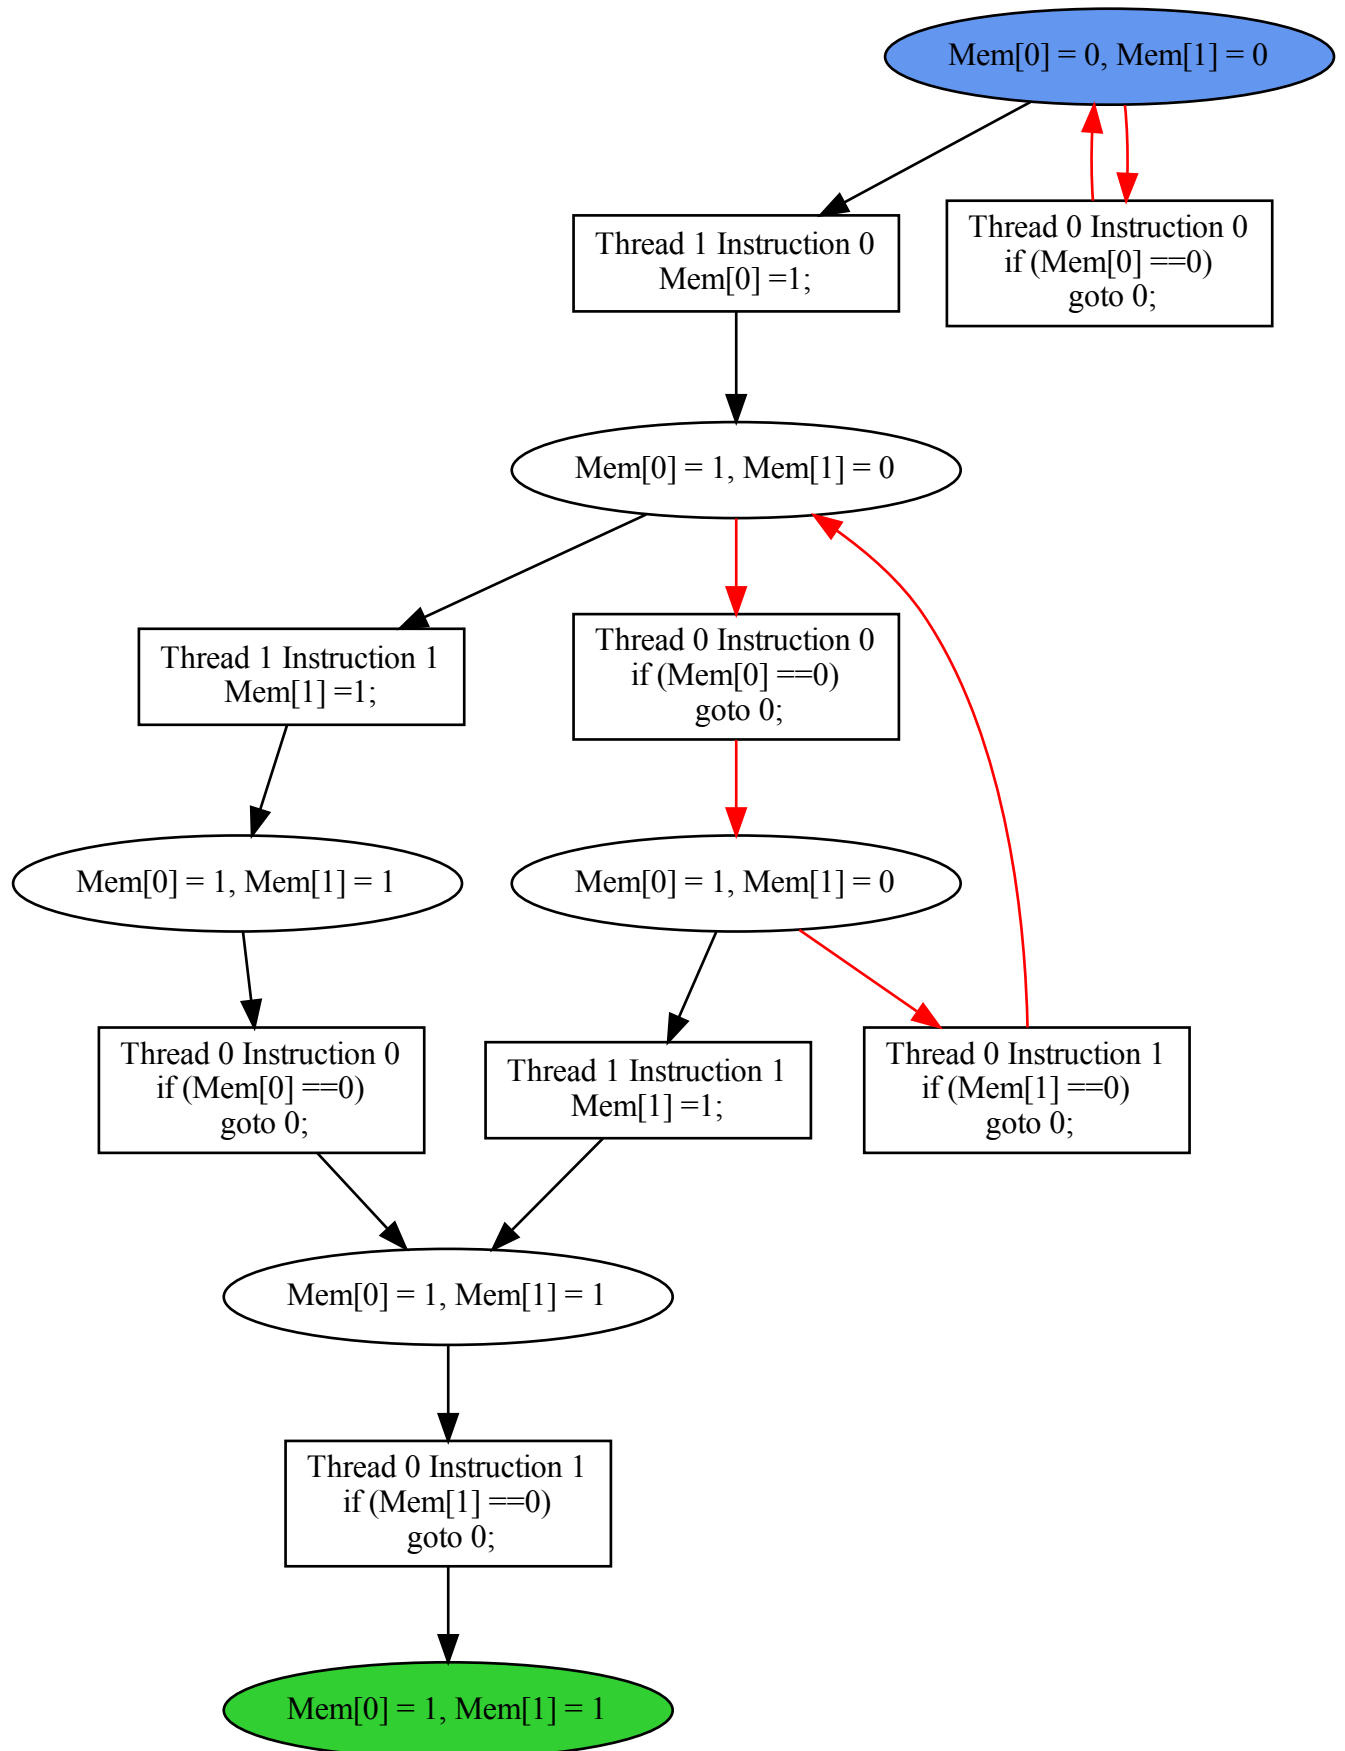 Mem[0] = 0, Mem[1] = 0
Thread 1 Instruction 0
Mem[0] =1;
Thread 0 Instruction 0
if (Mem[0] ==0)
goto 0;
Mem[0] = 1, Mem[1] = 0
Thread 1 Instruction 1
Mem[1] =1;
Thread 0 Instruction 0
if (Mem[0] ==0)
goto 0;
Mem[0] = 1, Mem[1] = 1
Mem[0] = 1, Mem[1] = 0
Thread 0 Instruction 0
if (Mem[0] ==0)
goto 0;
Thread 1 Instruction 1
Mem[1] =1;
Thread 0 Instruction 1
if (Mem[1] ==0)
goto 0;
Mem[0] = 1, Mem[1] = 1
Thread 0 Instruction 1
if (Mem[1] ==0)
goto 0;
Mem[0] = 1, Mem[1] = 1